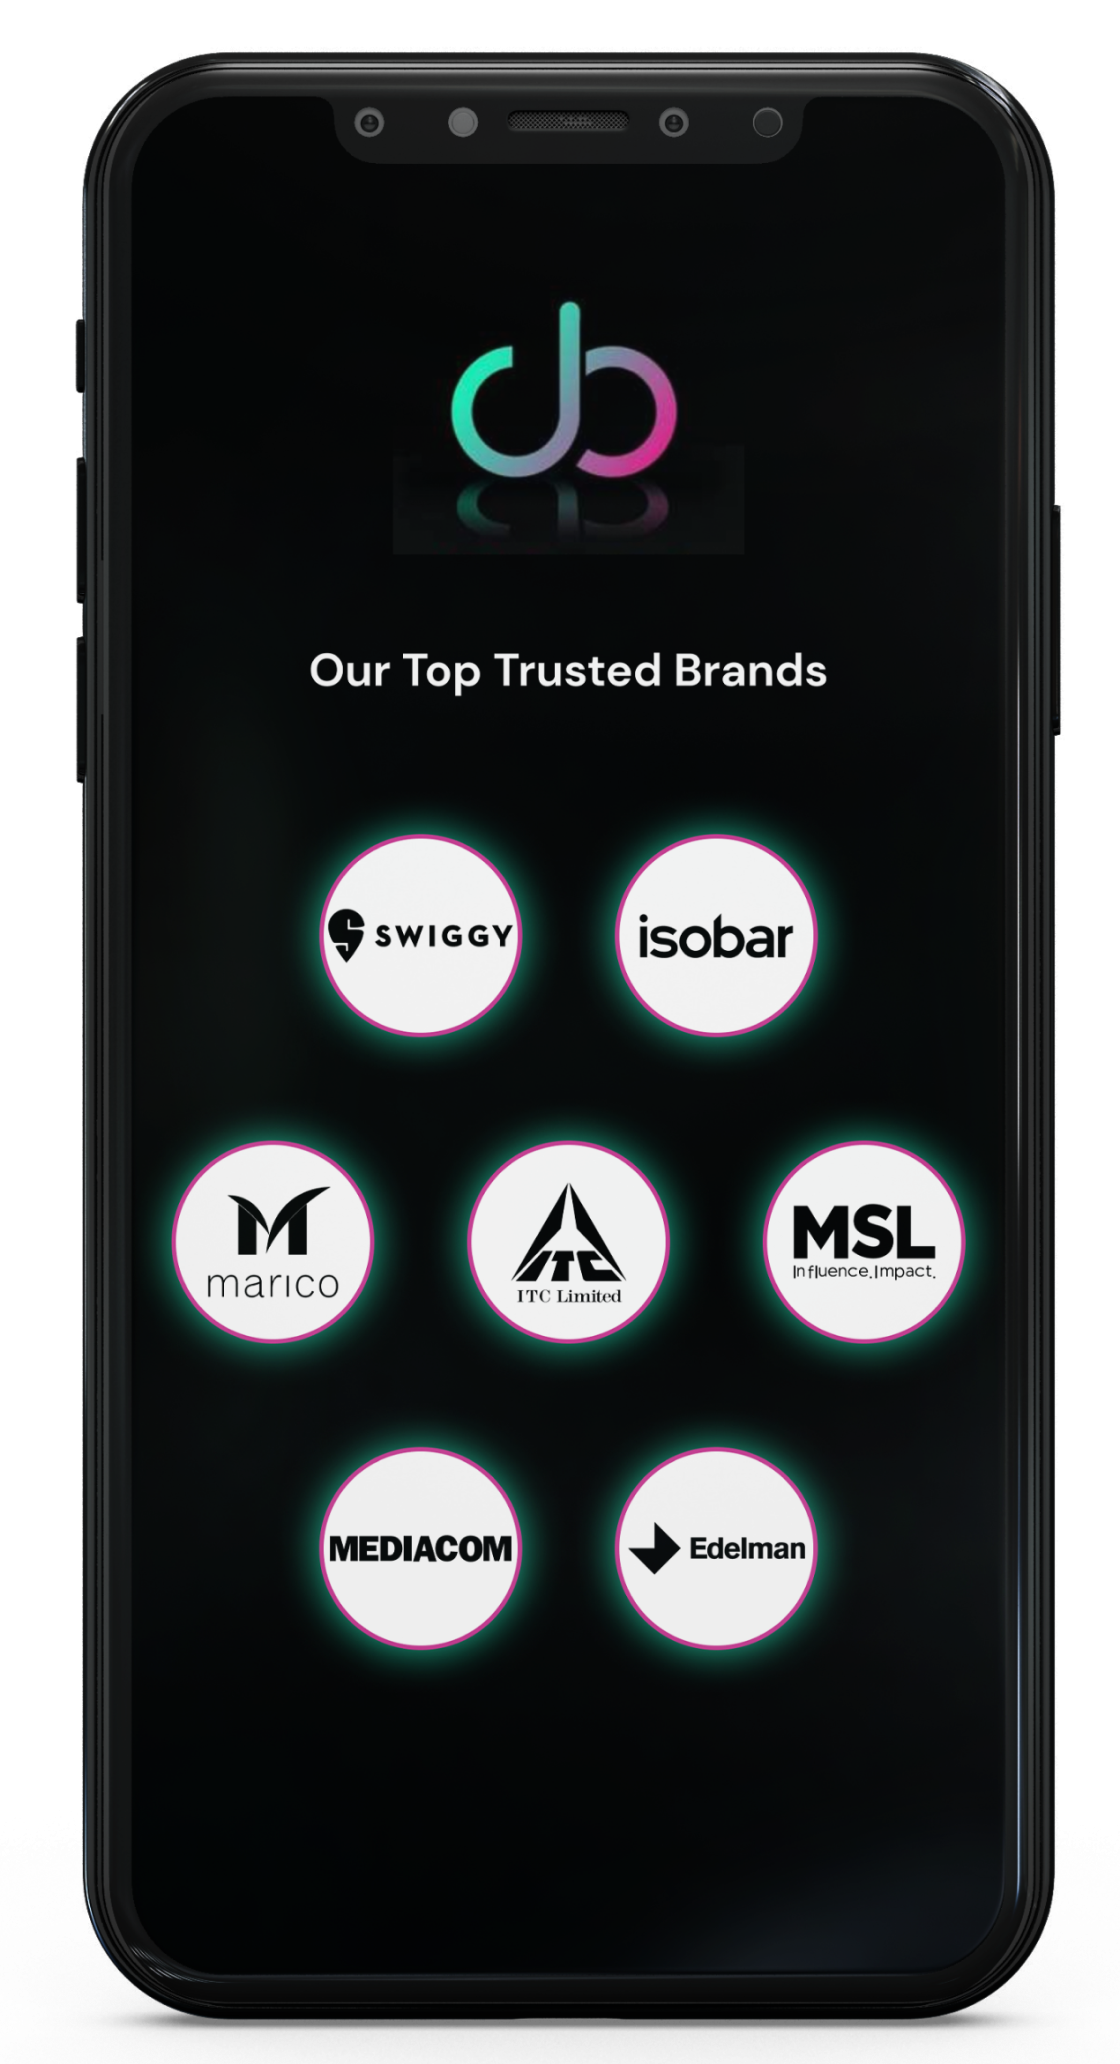 db
Our Top Trusted Brands
SWIGGY
isobar
marico
ITC
ITC Limited
MSL
Influence.Impact.
MEDIACOM
Edelman